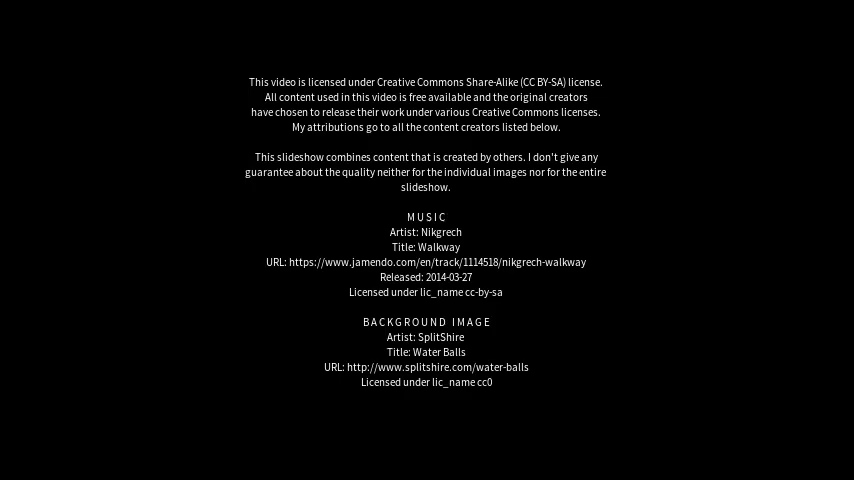 This video is licensed under Creative Commons Share-Alike (CC BY-SA) license.
All content used in this video is free available and the original creators
have chosen to release their work under various Creative Commons licenses.
My attributions go to all the content creators listed below.
This slideshow combines content that is created by others. I don't give any
guarantee about the quality neither for the individual images nor for the entire
slideshow.
MUSIC
Artist: Nikgrech
Title: Walkway
URL: https://www.jamendo.com/en/track/1114518/nikgrech-walkway
Released: 2014-03-27
Licensed under lic_name cc-by-sa
BACKGROUND IMAGE
Artist: SplitShire
Title: Water Balls
URL: http://www.splitshire.com/water-balls
Licensed under lic_name cc0